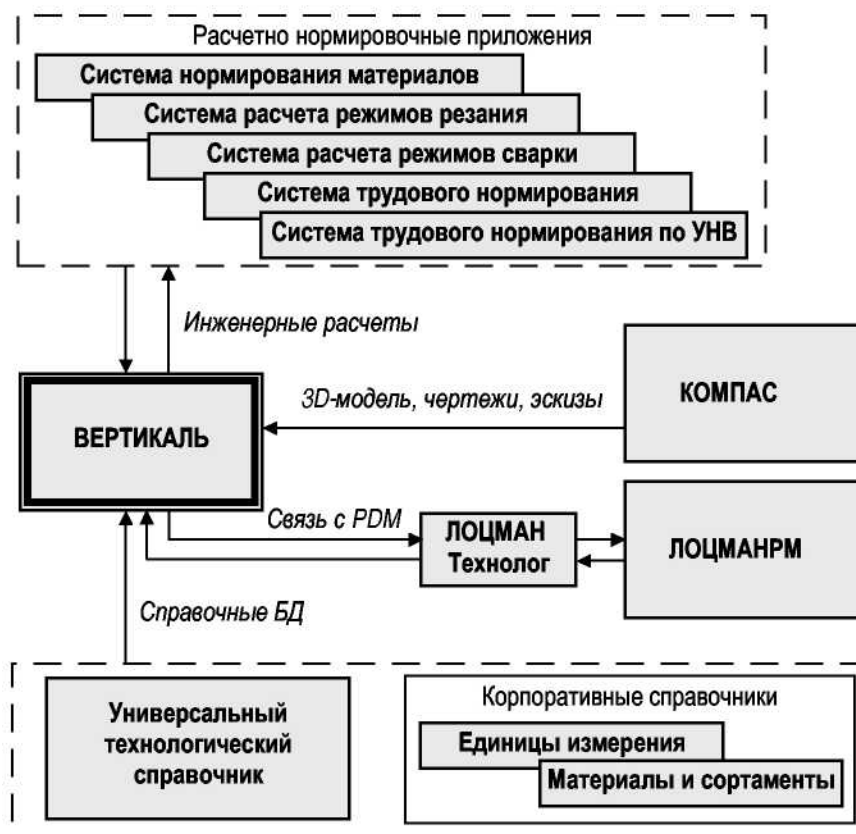 Расчетно нормировочные приложения
Система нормирования материалов
Система расчета режимов резания
Система расчета режимов сварки
Система трудового нормирования
Система трудового нормирования по УНВ
Инженерные расчеты
3D-модель, чертежи, эскизы
КОМПАС
ВЕРТИКАЛЬ
Связь с PDM
ЛОЦМАН
Технолог
ЛОЦМАНPM
Справочные БД
Универсальный
технологический
справочник
Корпоративные справочники
Единицы измерения
Материалы и сортаменты